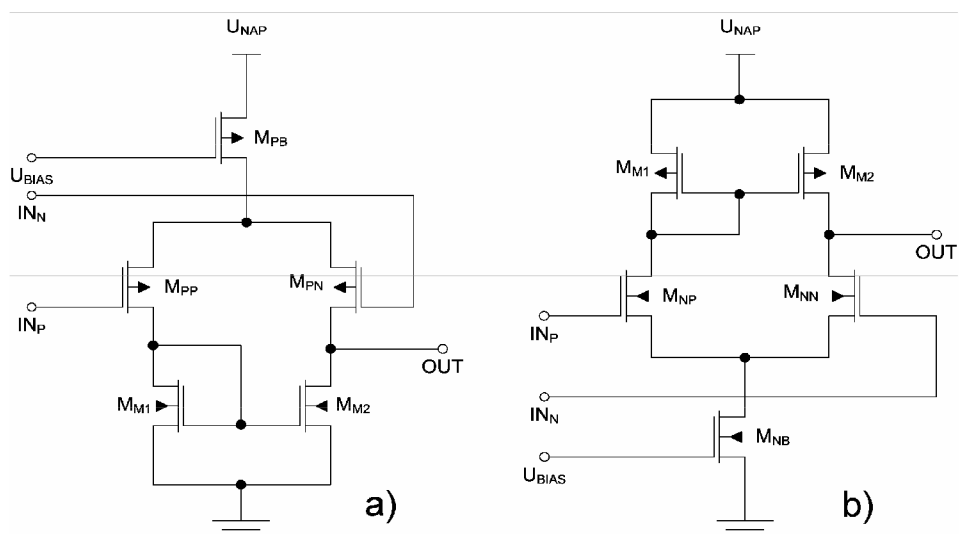 U_NAP
M_PB
U_BIAS
IN_N
M_PP
M_PN
IN_P
OUT
M_M1
M_M2
a)
U_NAP
M_M1
M_M2
OUT
M_NP
M_NN
IN_P
IN_N
M_NB
U_BIAS
b)